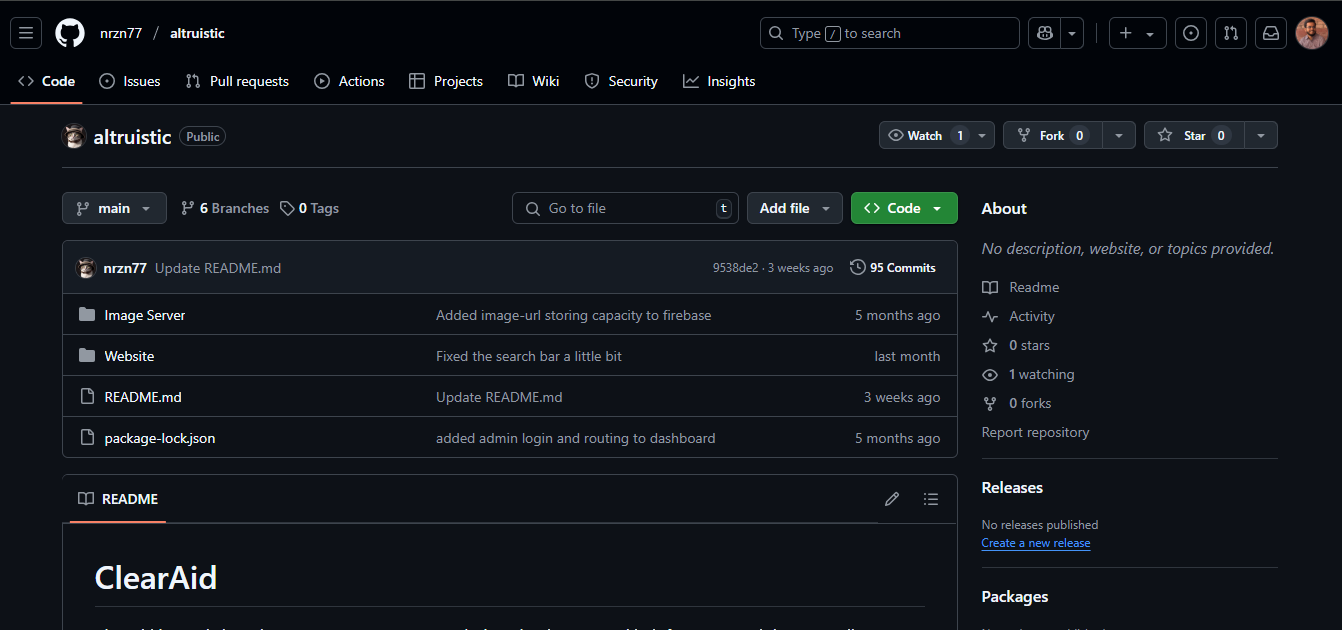 nrzn77 / altruistic
Type / to search
Code Issues Pull requests Actions Projects Wiki Security Insights
altruistic Public
Watch 1 Fork 0 Star 0
main 6 Branches 0 Tags Go to file t Add file Code
nrzn77 Update README.md 9538de2 · 3 weeks ago 95 Commits
Image Server Added image-url storing capacity to firebase 5 months ago
Website Fixed the search bar a little bit last month
README.md Update README.md 3 weeks ago
package-lock.json added admin login and routing to dashboard 5 months ago
README
ClearAid
About
No description, website, or topics provided.
Readme
Activity
0 stars
1 watching
0 forks
Report repository
Releases
No releases published
Create a new release
Packages